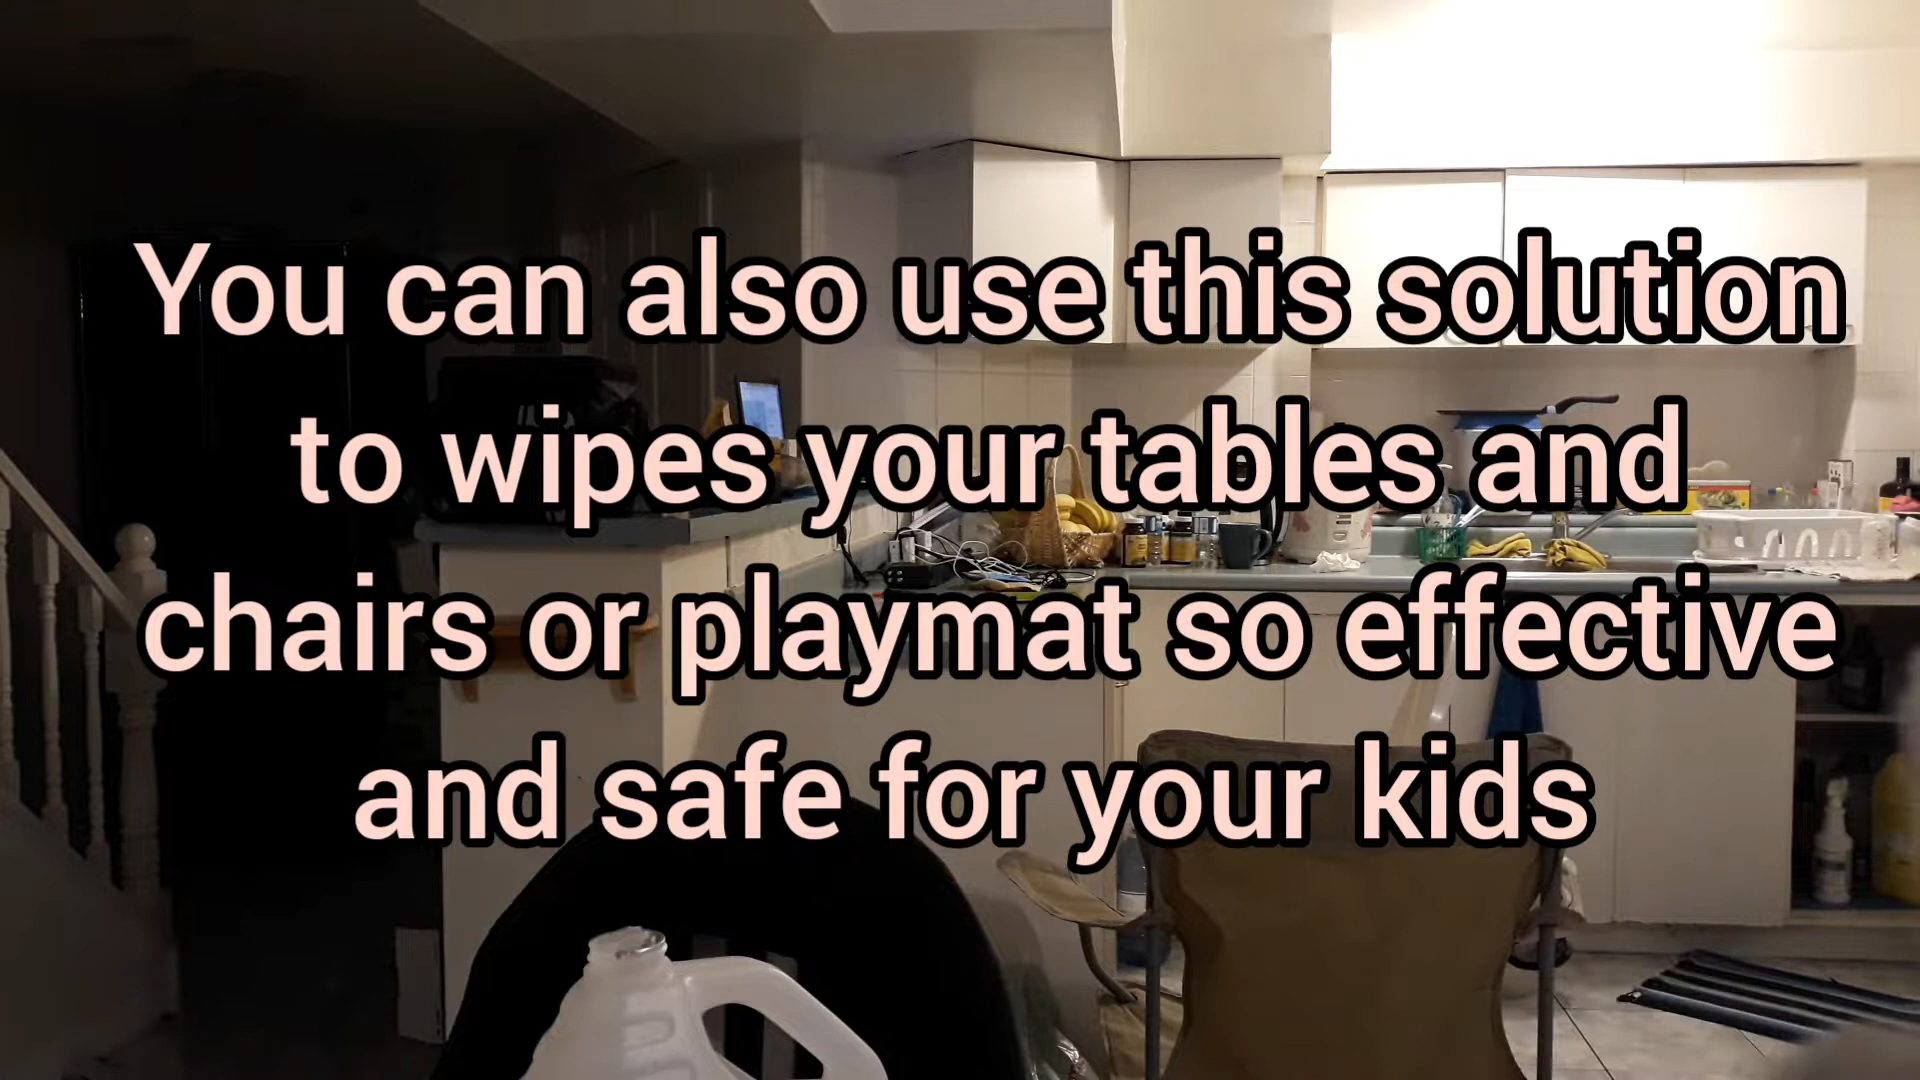 You can also use this solution
to wipes your tables and
chairs or playmat so effective
and safe for your kids